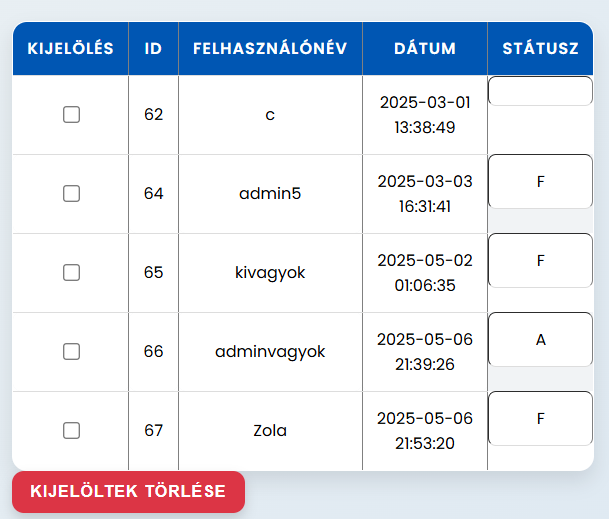 KIJELÖLÉS ID FELHASZNÁLÓNÉV DÁTUM STÁTUSZ
62 c 2025-03-01
13:38:49
64 admin5 2025-03-03 F
16:31:41
65 kivagyok 2025-05-02 F
01:06:35
66 adminvagyok 2025-05-06 A
21:39:26
67 Zola 2025-05-06 F
21:53:20
KIJELÖLTEK TÖRLÉSE